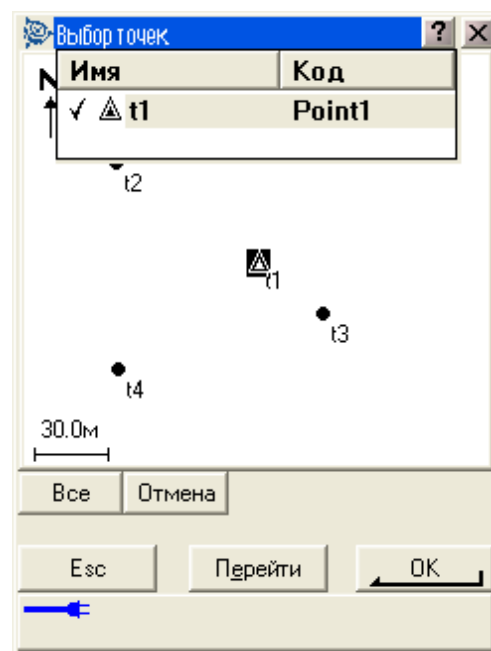 Выбор точек ? X
Имя Код
N
t1 Point1
t2
t1
t3
t4
30.0м
Все Отмена
Esc Перейти OK